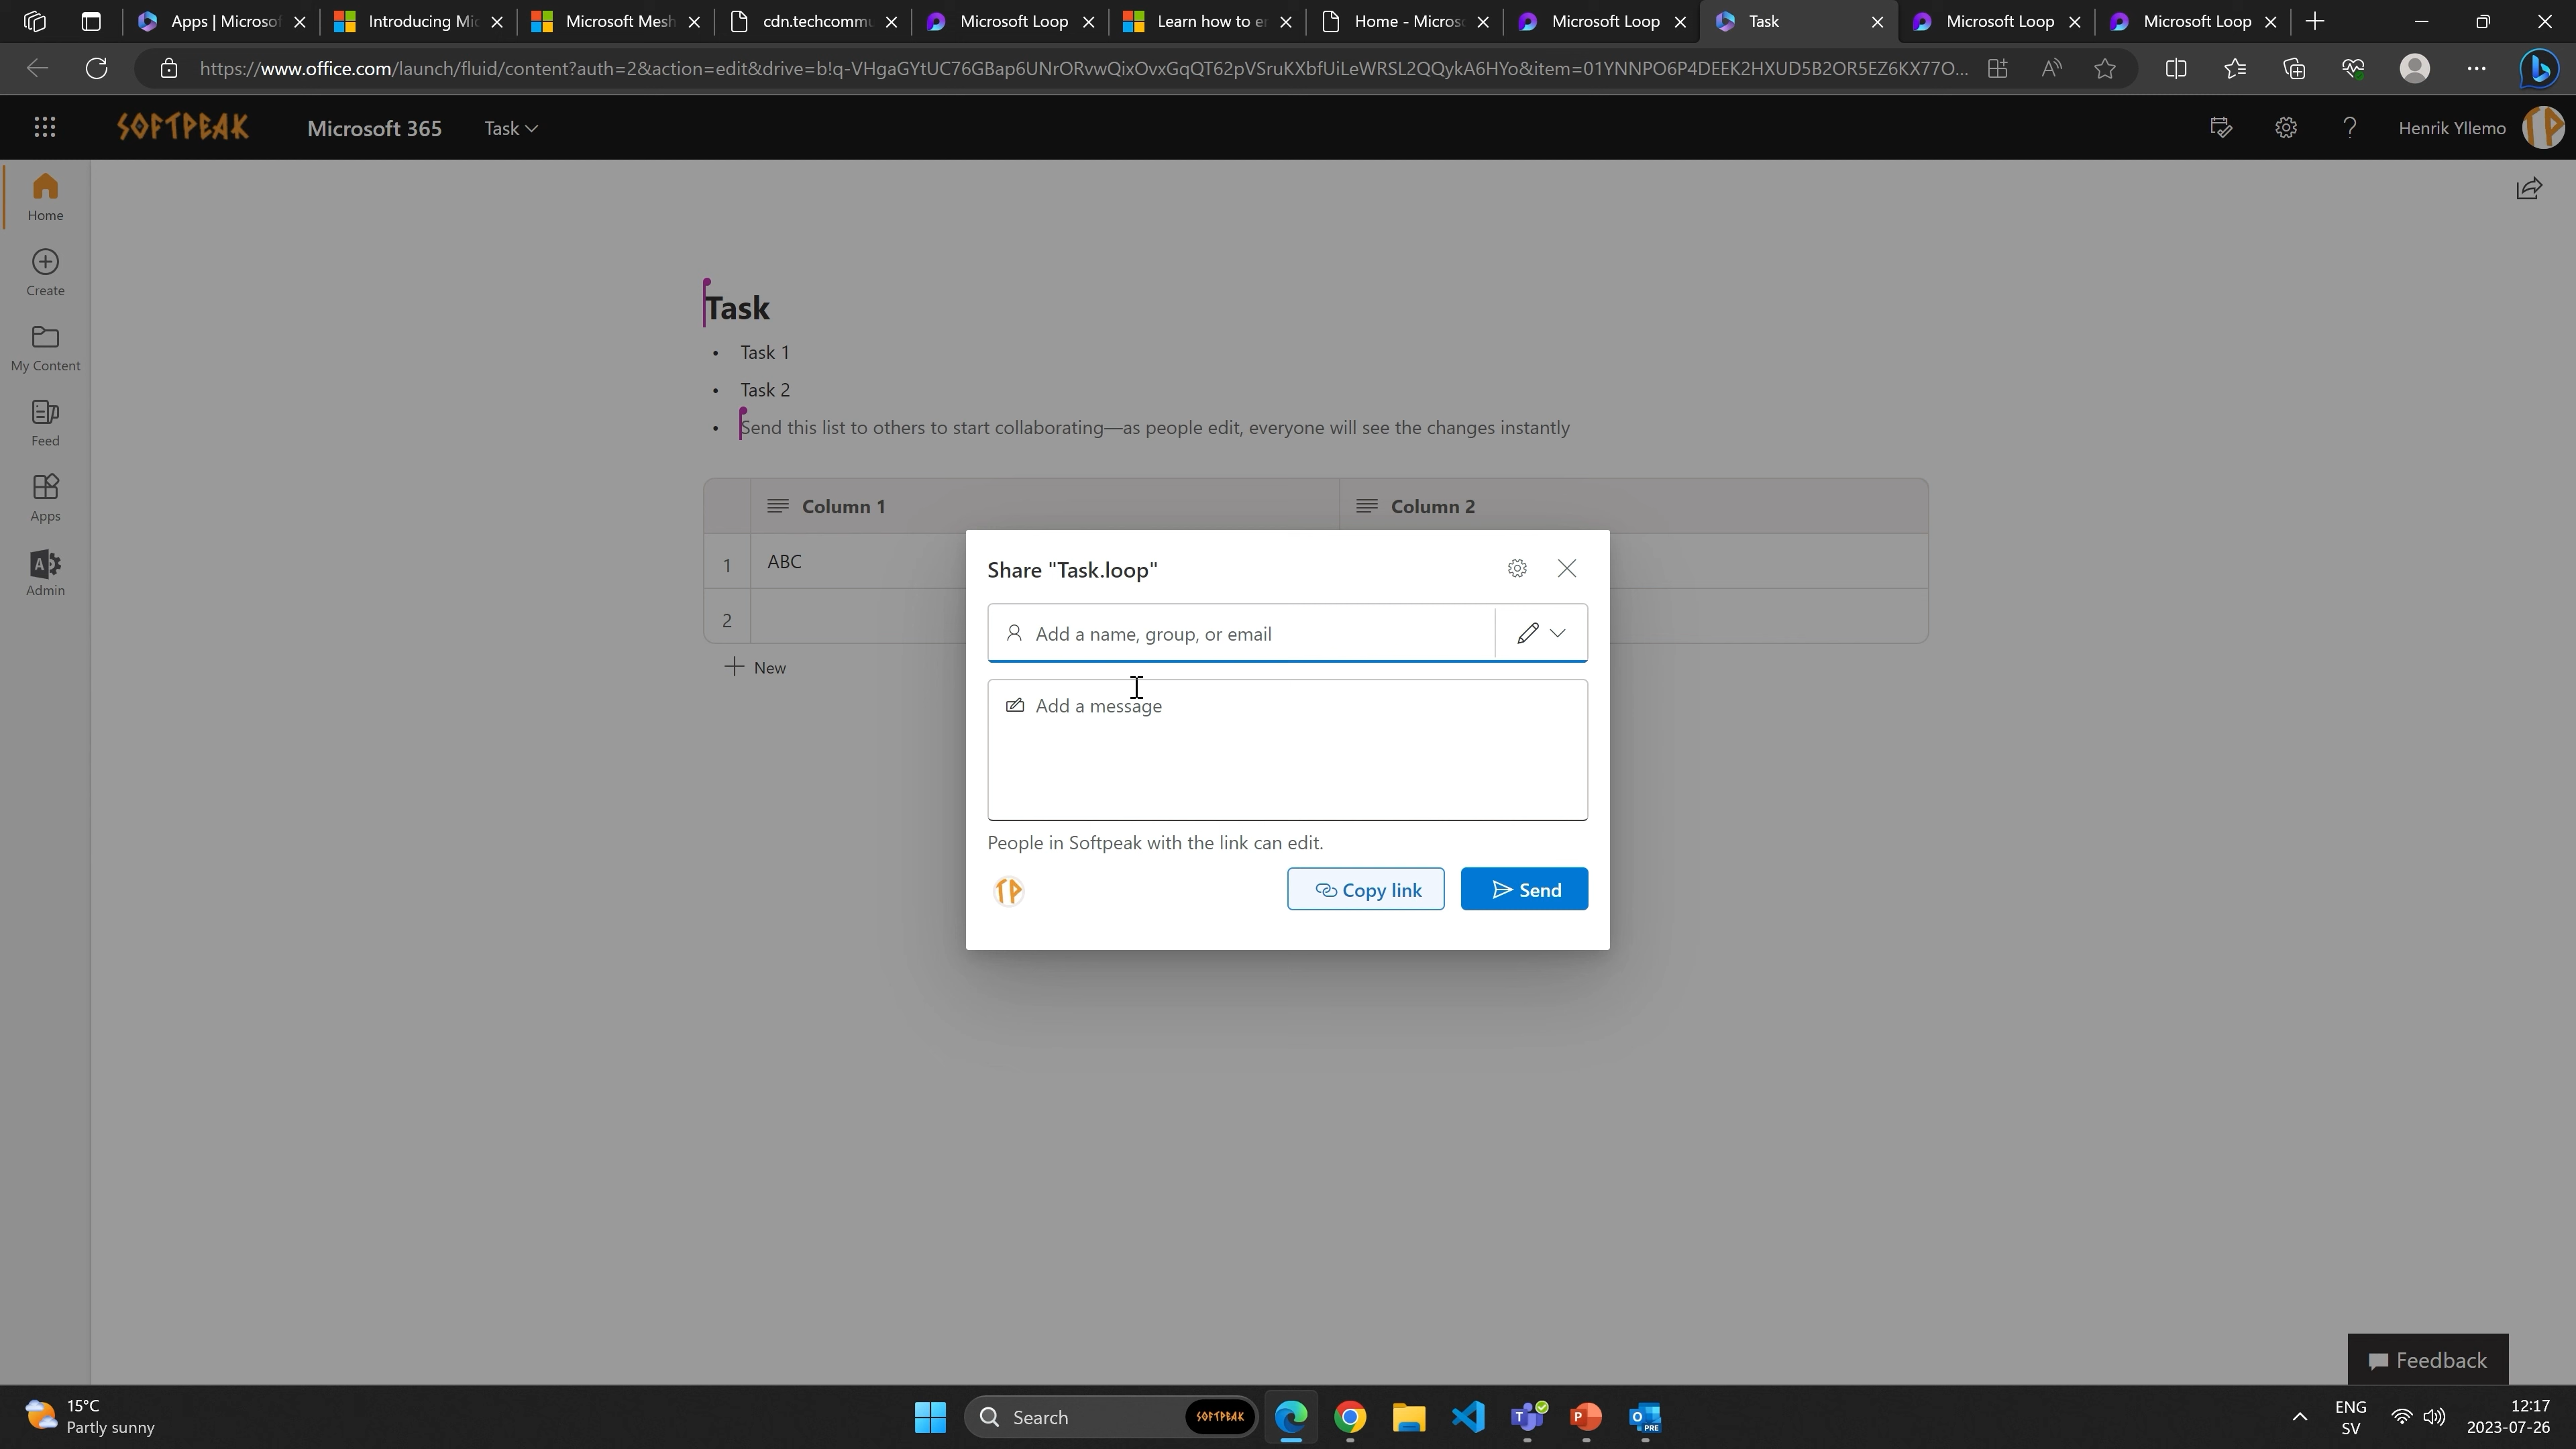 Apps | Microsof
Introducing Mic
Microsoft Mesh
cdn.techcommu
Microsoft Loop
Learn how to er
Home - Microso
Microsoft Loop
Task
Microsoft Loop
Microsoft Loop
https://www.office.com/launch/fluid/content?auth=2&action=edit&drive=b!q-VHgaGYtUC76GBap6UNrORvwQixOvxGqQT62pVSruKXbfUiLeWRSL2QQykA6HYo&item=01YNNPO6P4DEEK2HXUD5B2OR5EZ6KX77O...
SOFTPEAK
Microsoft 365
Task
Henrik Yllemo
Home
Create
My Content
Feed
Apps
Admin
Task
• Task 1
• Task 2
• Send this list to others to start collaborating—as people edit, everyone will see the changes instantly
Column 1 Column 2
1 ABC
2
New
Share "Task.loop"
Add a name, group, or email
Add a message
People in Softpeak with the link can edit.
Copy link
Send
Feedback
15°C
Partly sunny
Search
SOFTPEAK
PRE
ENG
SV
12:17
2023-07-26